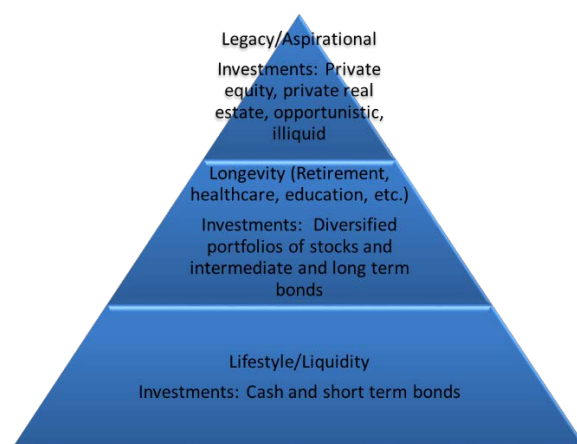 Legacy/Aspirational
Investments: Private
equity, private real
estate, opportunistic,
illiquid
Longevity (Retirement,
healthcare, education, etc.)
Investments: Diversified
portfolios of stocks and
intermediate and long term
bonds
Lifestyle/Liquidity
Investments: Cash and short term bonds